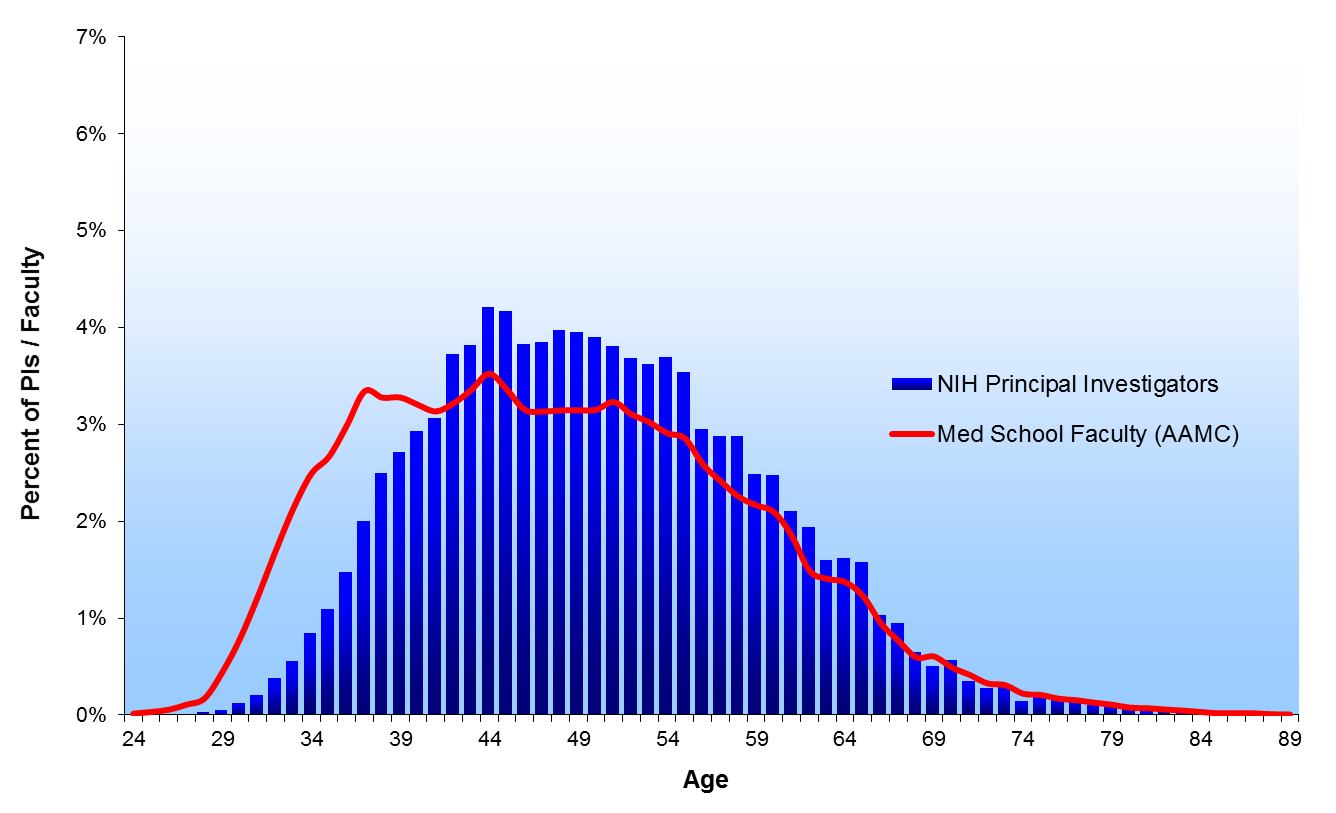 7%
6%
5%
4%
3%
2%
1%
0%
Percent of PIs / Faculty
NIH Principal Investigators
Med School Faculty (AAMC)
24 29 34 39 44 49 54 59 64 69 74 79 84 89
Age